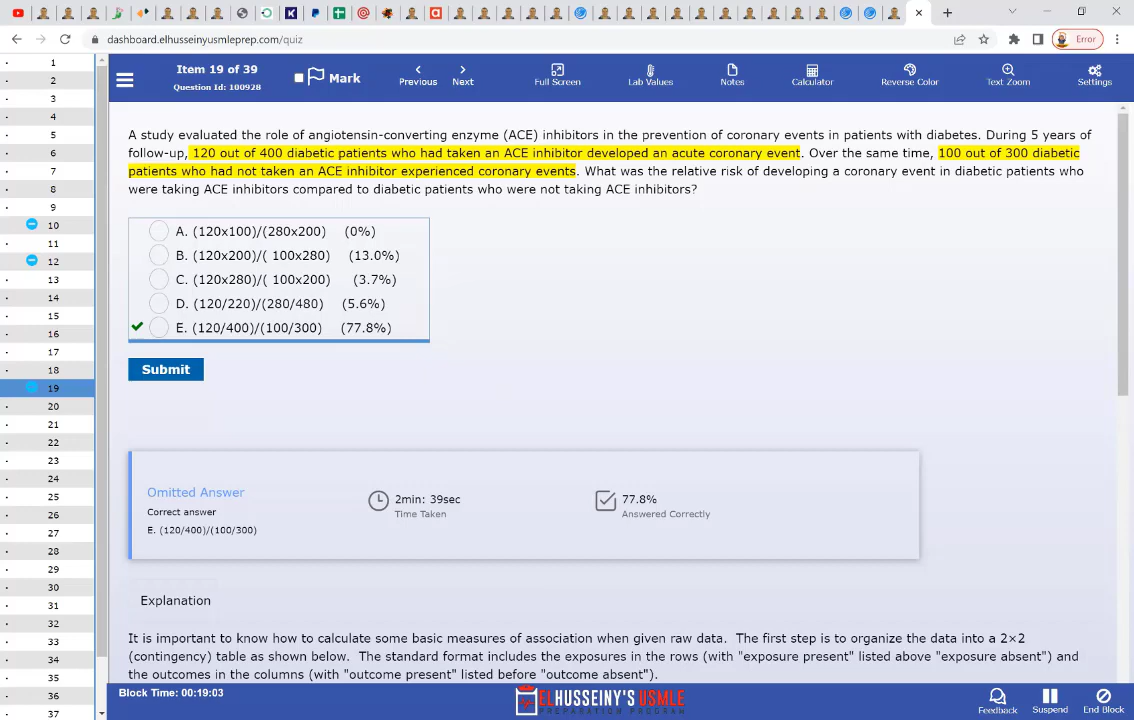 dashboard.elhusseinyusmleprep.com/quiz
Error
Item 19 of 39
Question Id: 100928
Mark
Previous
Next
Full Screen
Lab Values
Notes
Calculator
Reverse Color
Text Zoom
Settings
1
2
3
4
5
6
7
8
9
10
11
12
13
14
15
16
17
18
19
20
21
22
23
24
25
26
27
28
29
30
31
32
33
34
35
36
37
A study evaluated the role of angiotensin-converting enzyme (ACE) inhibitors in the prevention of coronary events in patients with diabetes. During 5 years of
follow-up, 120 out of 400 diabetic patients who had taken an ACE inhibitor developed an acute coronary event. Over the same time, 100 out of 300 diabetic
patients who had not taken an ACE inhibitor experienced coronary events. What was the relative risk of developing a coronary event in diabetic patients who
were taking ACE inhibitors compared to diabetic patients who were not taking ACE inhibitors?
A. (120x100)/(280x200) (0%)
B. (120x200)/( 100x280) (13.0%)
C. (120x280)/( 100x200) (3.7%)
D. (120/220)/(280/480) (5.6%)
E. (120/400)/(100/300) (77.8%)
Submit
Omitted Answer
Correct answer
E. (120/400)/(100/300)
2min: 39sec
Time Taken
77.8%
Answered Correctly
Explanation
It is important to know how to calculate some basic measures of association when given raw data. The first step is to organize the data into a 2×2
(contingency) table as shown below. The standard format includes the exposures in the rows (with "exposure present" listed above "exposure absent") and
the outcomes in the columns (with "outcome present" listed before "outcome absent").
Block Time: 00:19:03
ELHUSSEINY'S USMLE
PREPARATION PROGRAM
Feedback
Suspend
End Block